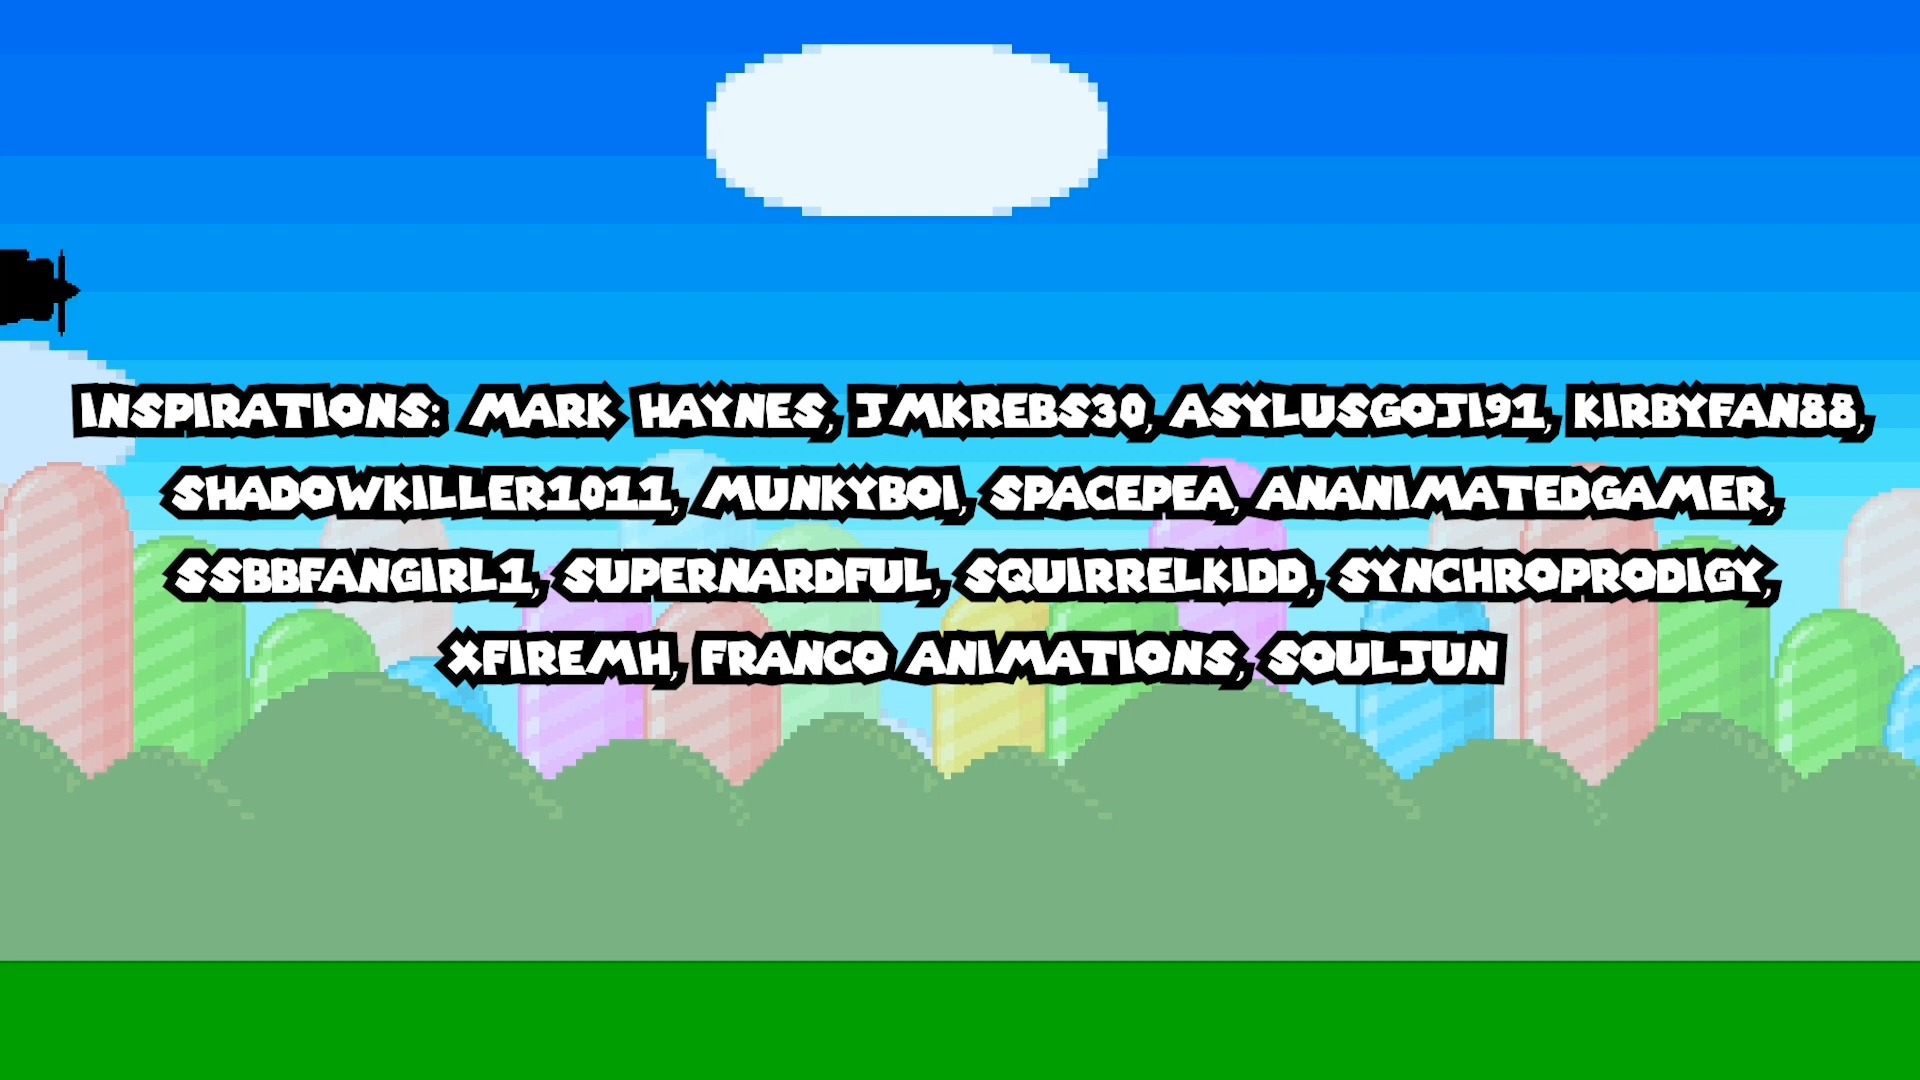 INSPIRATIONS: MARK HAYNES, JMKREBS30, ASYLUSGOJI91, KIRBYFAN88,
SHADOWKILLER1011, MUNKYBOI, SPACEPEA, ANANIMATEDGAMER,
SSBBFANGIRL1, SUPERNARDFUL, SQUIRRELKIDD, SYNCHROPRODIGY,
XFIREMH, FRANCO ANIMATIONS, SOULJUN